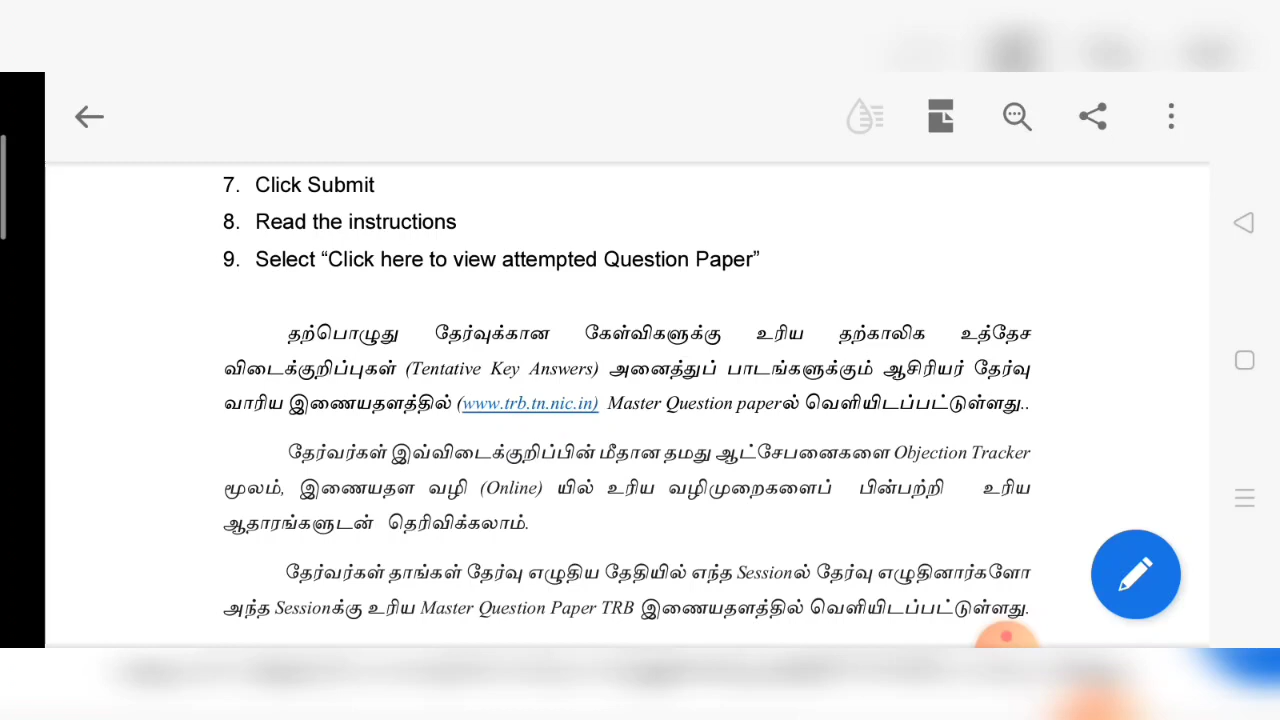 7. Click Submit
8. Read the instructions
9. Select “Click here to view attempted Question Paper”
தற்பொழுது தேர்வுக்கான கேள்விகளுக்கு உரிய தற்காலிக உத்தேச
விடைக்குறிப்புகள் (Tentative Key Answers) அனைத்துப் பாடங்களுக்கும் ஆசிரியர் தேர்வு
வாரிய இணையதளத்தில் (www.trb.tn.nic.in) Master Question paperல் வெளியிடப்பட்டுள்ளது..
தேர்வர்கள் இவ்விடைக்குறிப்பின் மீதான தமது ஆட்சேபனைகளை Objection Tracker
மூலம், இணையதள வழி (Online) யில் உரிய வழிமுறைகளைப் பின்பற்றி உரிய
ஆதாரங்களுடன் தெரிவிக்கலாம்.
தேர்வர்கள் தாங்கள் தேர்வு எழுதிய தேதியில் எந்த Sessionல் தேர்வு எழுதினார்களோ
அந்த Sessionக்கு உரிய Master Question Paper TRB இணையதளத்தில் வெளியிடப்பட்டுள்ளது.